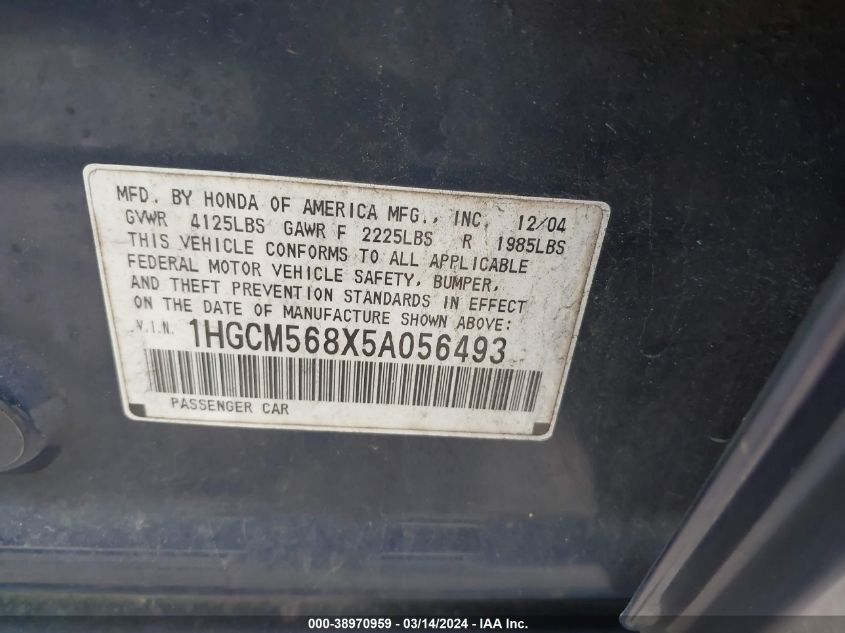 MFD. BY HONDA OF AMERICA MFG., INC. 12/04
GVWR 4125LBS GAWR F 2225LBS R 1985LBS
THIS VEHICLE CONFORMS TO ALL APPLICABLE
FEDERAL MOTOR VEHICLE SAFETY, BUMPER,
AND THEFT PREVENTION STANDARDS IN EFFECT
ON THE DATE OF MANUFACTURE SHOWN ABOVE:
V.I.N. 1HGCM568X5A056493
PASSENGER CAR
000-38970959 - 03/14/2024 - IAA Inc.